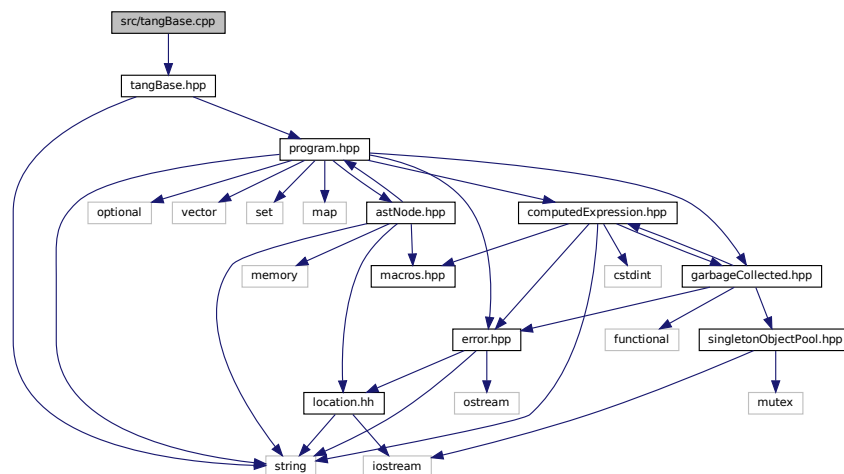 src/tangBase.cpp
tangBase.hpp
program.hpp
optional
vector
set
map
astNode.hpp
computedExpression.hpp
memory
macros.hpp
cstdint
garbageCollected.hpp
error.hpp
functional
singletonObjectPool.hpp
location.hh
ostream
mutex
string
iostream